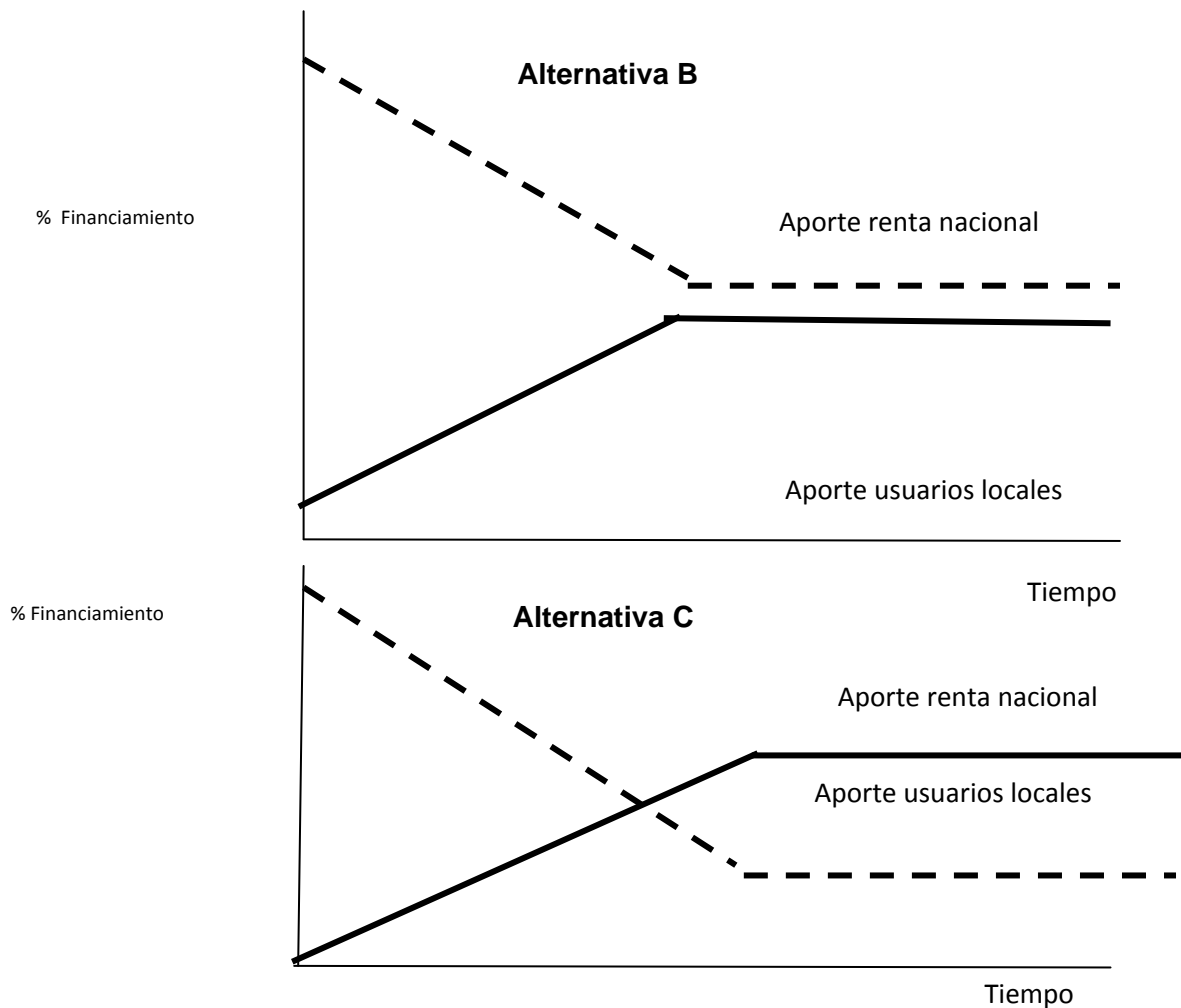 Alternativa B
% Financiamiento
Aporte renta nacional
Aporte usuarios locales
Tiempo
% Financiamiento
Alternativa C
Aporte renta nacional
Aporte usuarios locales
Tiempo